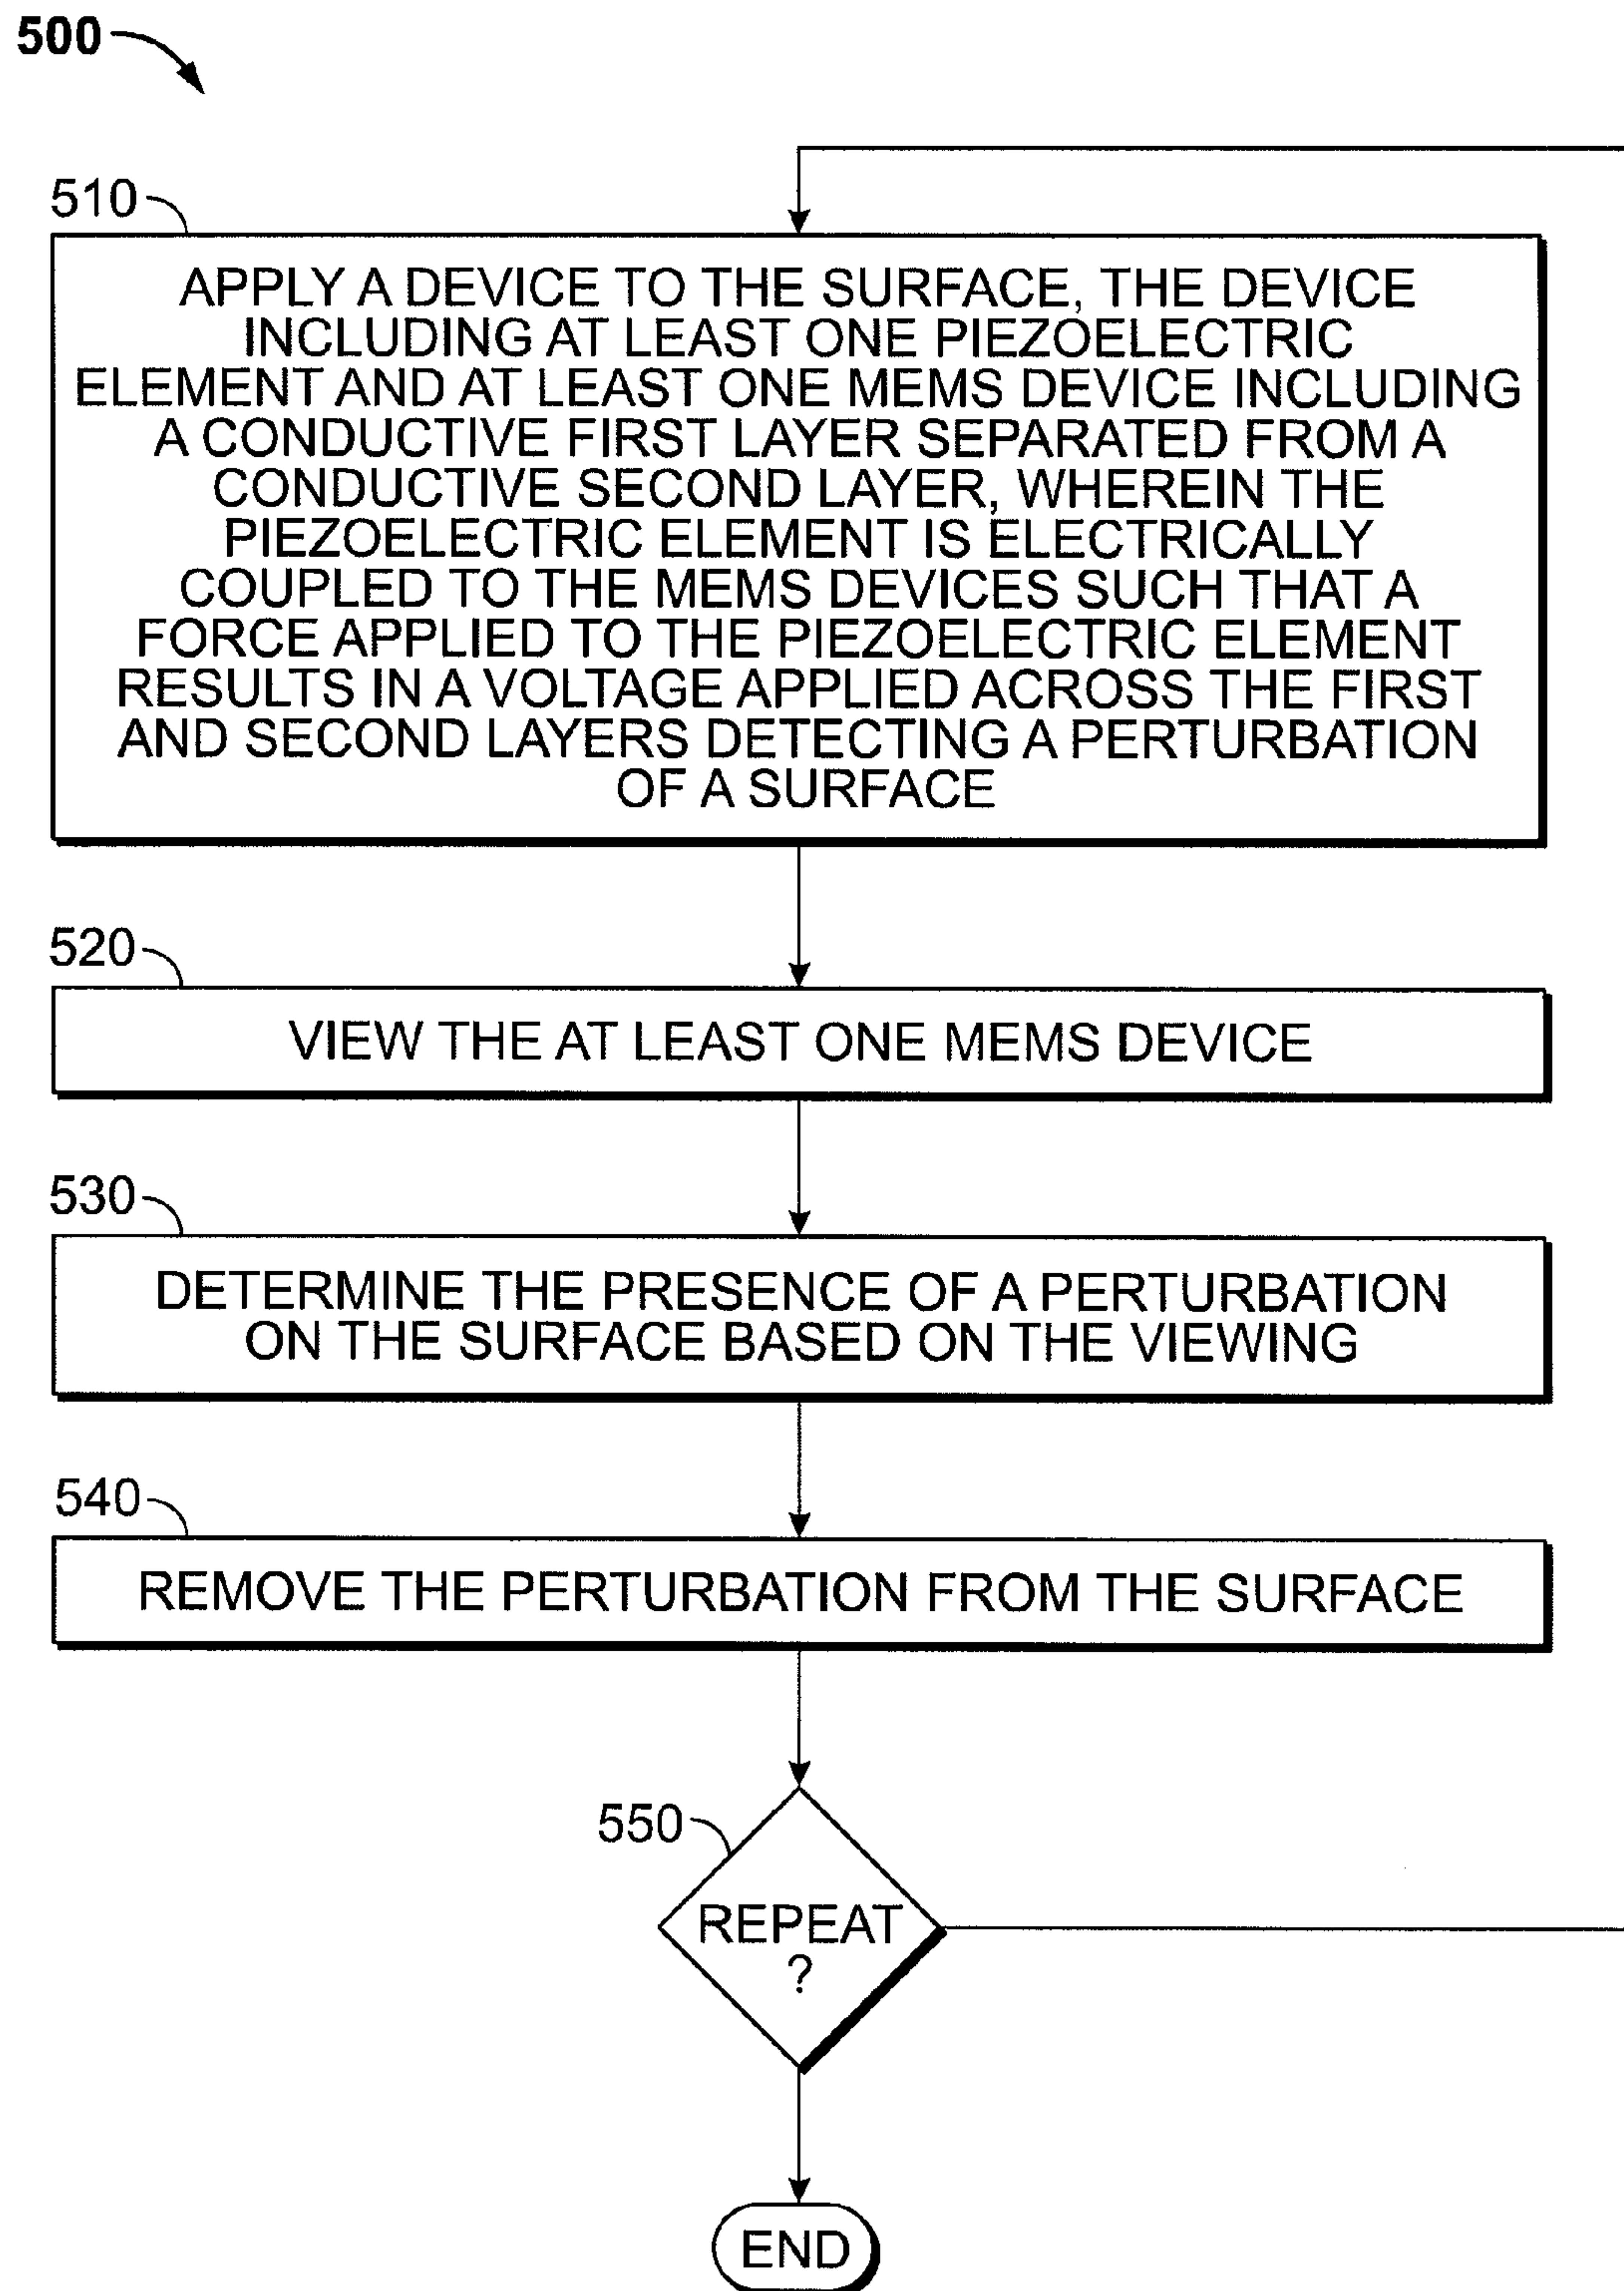 500
510
APPLY A DEVICE TO THE SURFACE, THE DEVICE
INCLUDING AT LEAST ONE PIEZOELECTRIC
ELEMENT AND AT LEAST ONE MEMS DEVICE INCLUDING
A CONDUCTIVE FIRST LAYER SEPARATED FROM A
CONDUCTIVE SECOND LAYER, WHEREIN THE
PIEZOELECTRIC ELEMENT IS ELECTRICALLY
COUPLED TO THE MEMS DEVICES SUCH THAT A
FORCE APPLIED TO THE PIEZOELECTRIC ELEMENT
RESULTS IN A VOLTAGE APPLIED ACROSS THE FIRST
AND SECOND LAYERS DETECTING A PERTURBATION
OF A SURFACE
520
VIEW THE AT LEAST ONE MEMS DEVICE
530
DETERMINE THE PRESENCE OF A PERTURBATION
ON THE SURFACE BASED ON THE VIEWING
540
REMOVE THE PERTURBATION FROM THE SURFACE
550
REPEAT
?
END